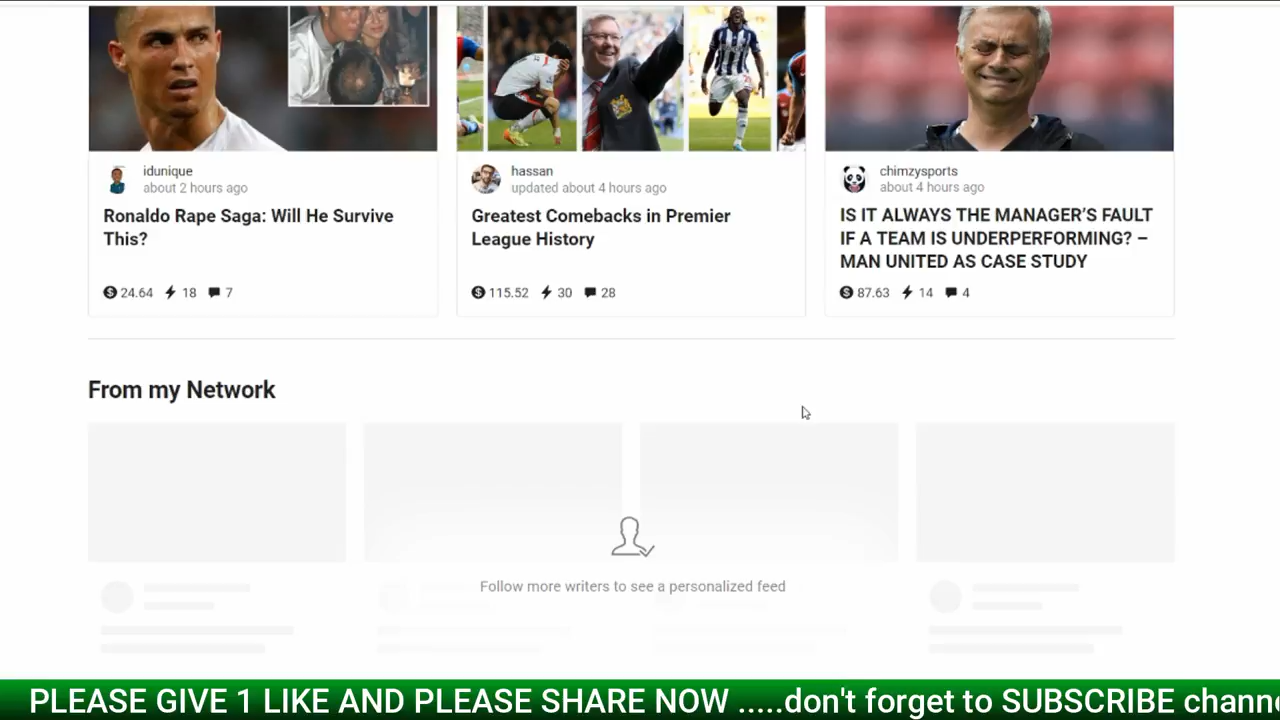 idunique
about 2 hours ago
Ronaldo Rape Saga: Will He Survive
This?
24.64 18 7
hassan
updated about 4 hours ago
Greatest Comebacks in Premier
League History
115.52 30 28
chimzysports
about 4 hours ago
IS IT ALWAYS THE MANAGER’S FAULT
IF A TEAM IS UNDERPERFORMING? –
MAN UNITED AS CASE STUDY
87.63 14 4
From my Network
Follow more writers to see a personalized feed
PLEASE GIVE 1 LIKE AND PLEASE SHARE NOW .....don't forget to SUBSCRIBE chann